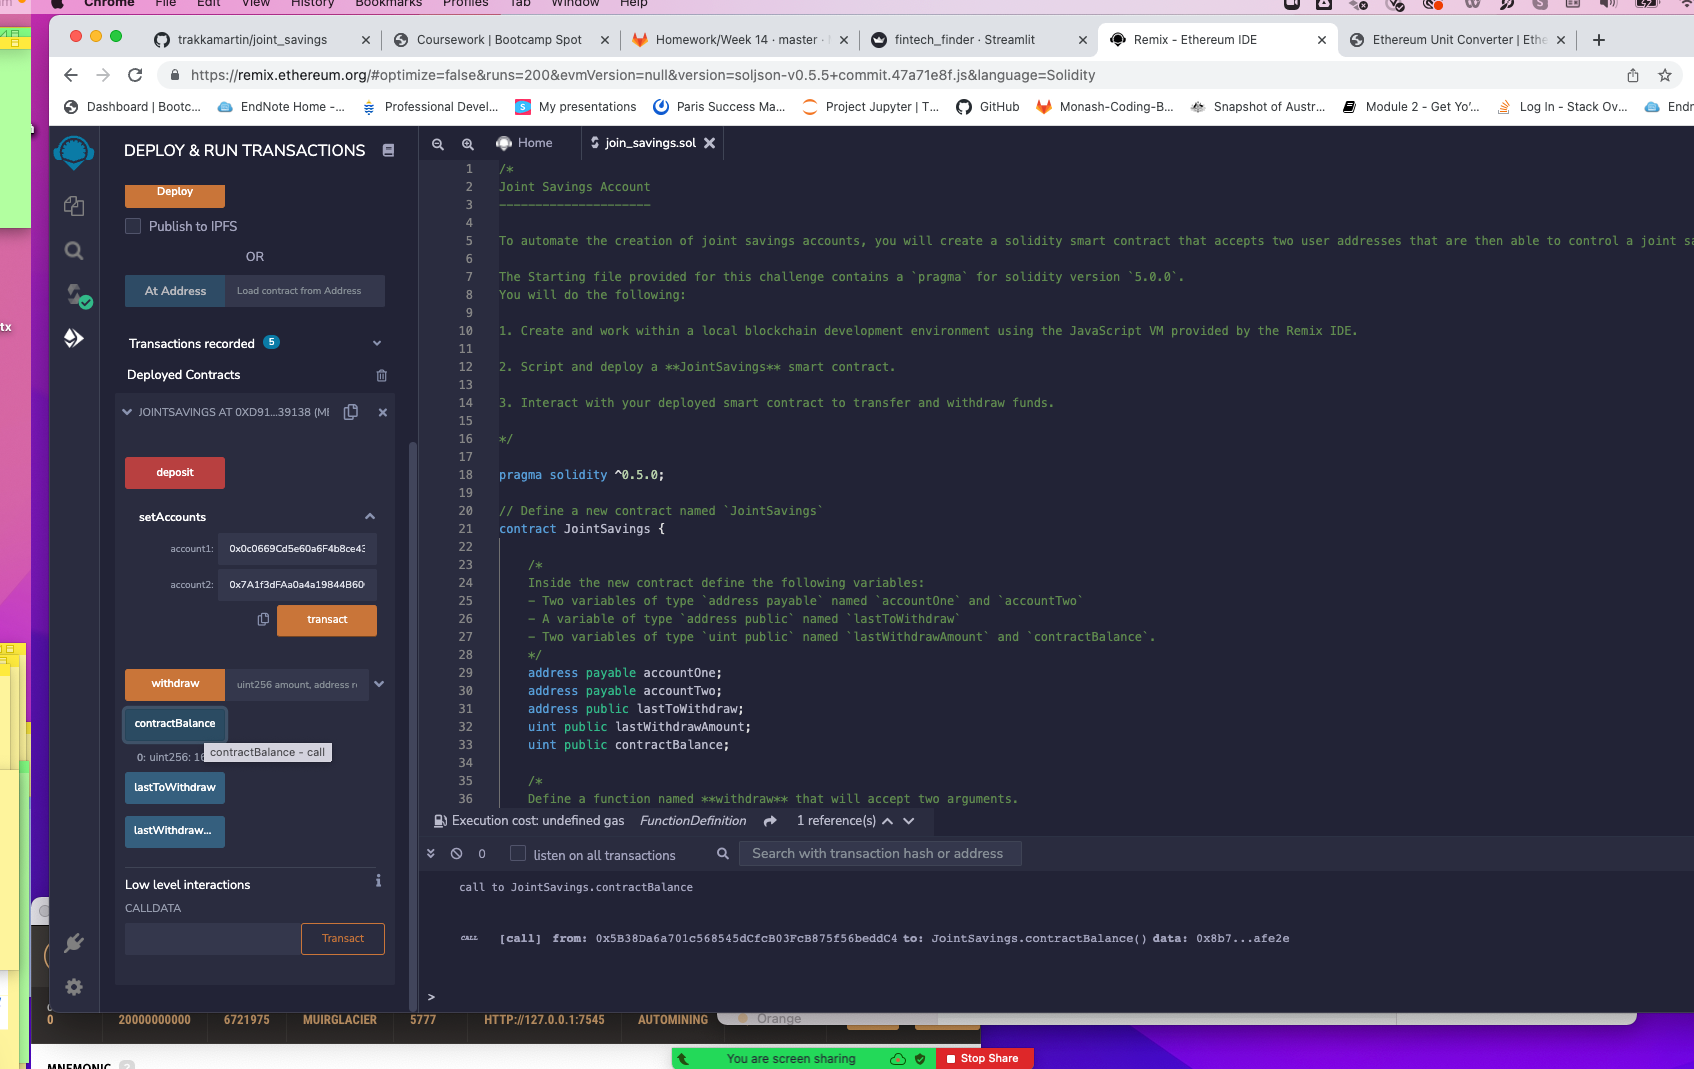 Chrome File Edit View History Bookmarks Profiles Tab Window Help
trakkamartin/joint_savings
Coursework | Bootcamp Spot
Homework/Week 14 · master ·
fintech_finder · Streamlit
Remix - Ethereum IDE
Ethereum Unit Converter | Ethe
https://remix.ethereum.org/#optimize=false&runs=200&evmVersion=null&version=soljson-v0.5.5+commit.47a71e8f.js&language=Solidity
Dashboard | Bootc...
EndNote Home -...
Professional Devel...
My presentations
Paris Success Ma...
Project Jupyter | T...
GitHub
Monash-Coding-B...
Snapshot of Austr...
Module 2 - Get Yo'...
Log In - Stack Ov...
Endn
DEPLOY & RUN TRANSACTIONS
Deploy
Publish to IPFS
OR
At Address Load contract from Address
Transactions recorded 5
Deployed Contracts
JOINTSAVINGS AT 0XD91...39138 (ME
deposit
setAccounts
account1: 0x0c0669Cd5e60a6F4b8ce43
account2: 0x7A1f3dFAa0a4a19844B60
transact
withdraw uint256 amount, address re
contractBalance
contractBalance - call
0: uint256: 1
lastToWithdraw
lastWithdraw...
Low level interactions
CALLDATA
Transact
Home
join_savings.sol
1 /*
2 Joint Savings Account
3 ---------------------
4
5 To automate the creation of joint savings accounts, you will create a solidity smart contract that accepts two user addresses that are then able to control a joint sa
6
7 The Starting file provided for this challenge contains a `pragma` for solidity version `5.0.0`.
8 You will do the following:
9
10 1. Create and work within a local blockchain development environment using the JavaScript VM provided by the Remix IDE.
11
12 2. Script and deploy a **JointSavings** smart contract.
13
14 3. Interact with your deployed smart contract to transfer and withdraw funds.
15
16 */
17
18 pragma solidity ^0.5.0;
19
20 // Define a new contract named `JointSavings`
21 contract JointSavings {
22
23 /*
24 Inside the new contract define the following variables:
25 - Two variables of type `address payable` named `accountOne` and `accountTwo`
26 - A variable of type `address public` named `lastToWithdraw`
27 - Two variables of type `uint public` named `lastWithdrawAmount` and `contractBalance`.
28 */
29 address payable accountOne;
30 address payable accountTwo;
31 address public lastToWithdraw;
32 uint public lastWithdrawAmount;
33 uint public contractBalance;
34
35 /*
36 Define a function named **withdraw** that will accept two arguments.
Execution cost: undefined gas FunctionDefinition 1 reference(s)
0 listen on all transactions Search with transaction hash or address
call to JointSavings.contractBalance
CALL [call] from: 0x5B38Da6a701c568545dCfcB03FcB875f56beddC4 to: JointSavings.contractBalance() data: 0x8b7...afe2e
>
tx
0 20000000000 6721975 MUIRGLACIER 5777 HTTP://127.0.0.1:7545 AUTOMINING
Orange
You are screen sharing Stop Share
MNEMONIC ?